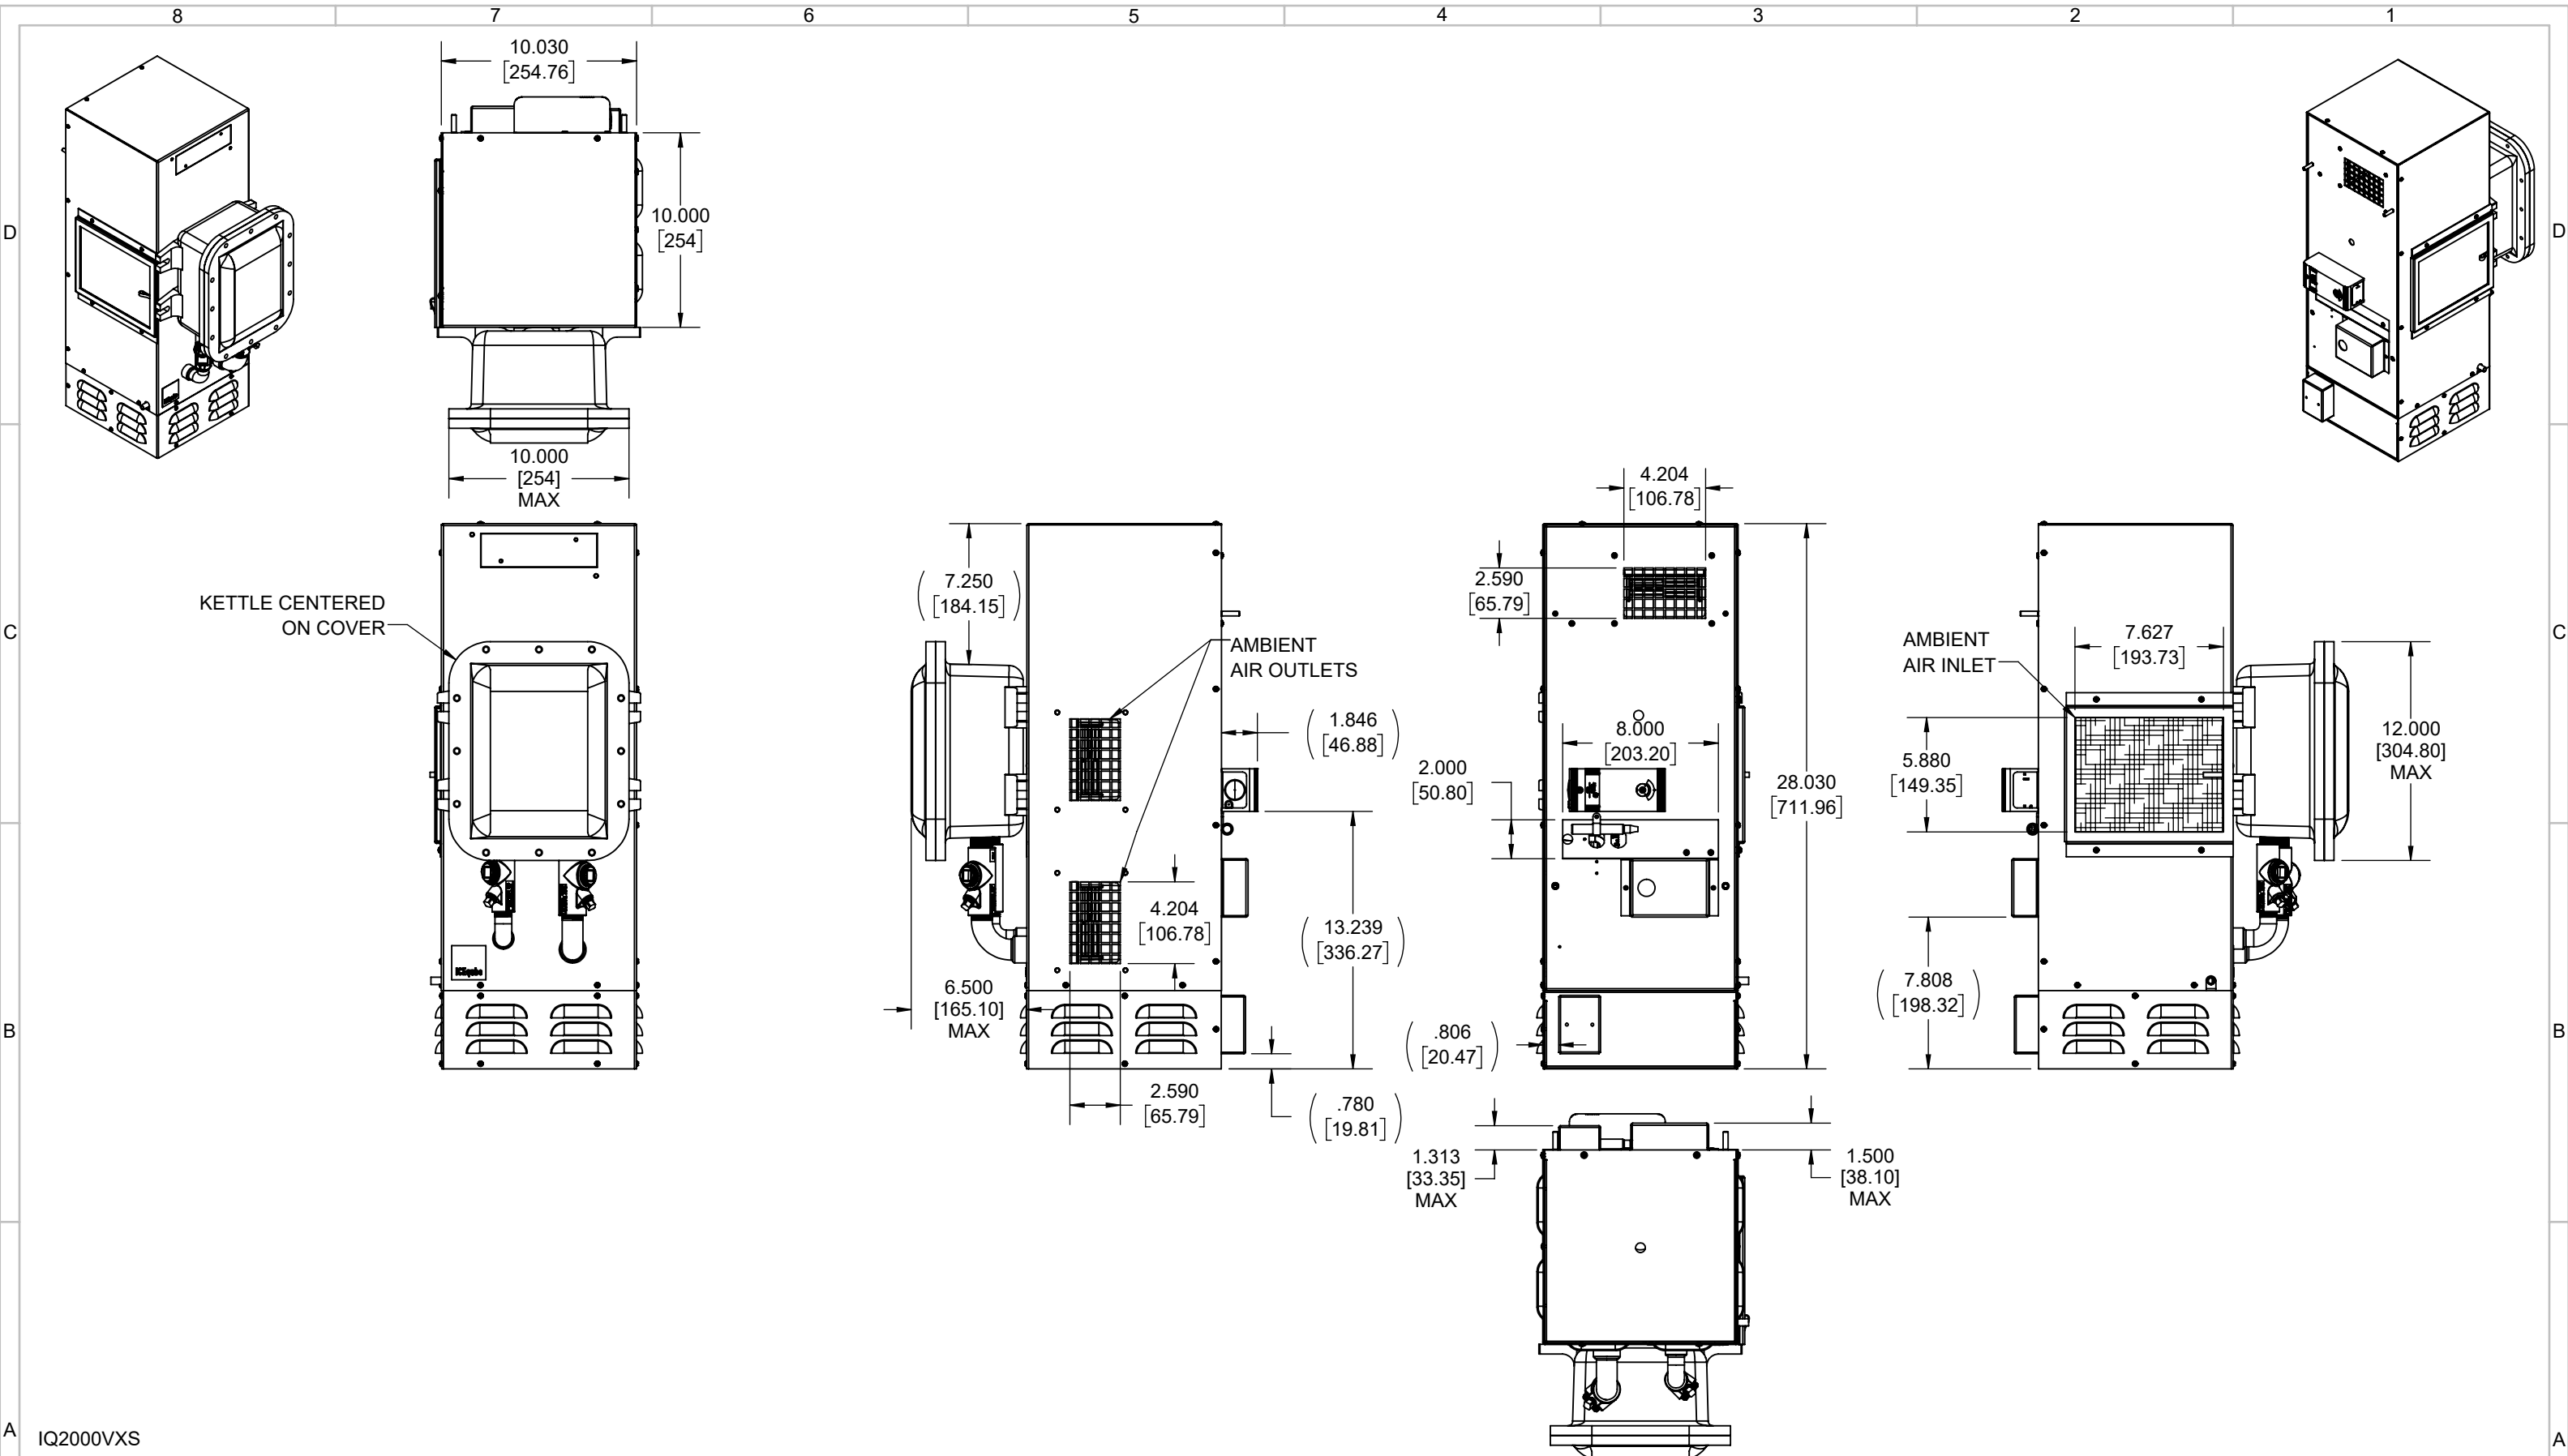 8
7
6
5
4
3
2
1
D
D
C
C
B
B
A
A
10.030
[254.76]
10.000
[254]
10.000
[254]
MAX
KETTLE CENTERED
ON COVER
7.250
[184.15]
AMBIENT
AIR OUTLETS
1.846
[46.88]
4.204
[106.78]
13.239
[336.27]
6.500
[165.10]
MAX
2.590
[65.79]
.780
[19.81]
4.204
[106.78]
2.590
[65.79]
8.000
[203.20]
2.000
[50.80]
28.030
[711.96]
.806
[20.47]
1.313
[33.35]
MAX
1.500
[38.10]
MAX
AMBIENT
AIR INLET
7.627
[193.73]
5.880
[149.35]
12.000
[304.80]
MAX
7.808
[198.32]
ICEqube
IQ2000VXS